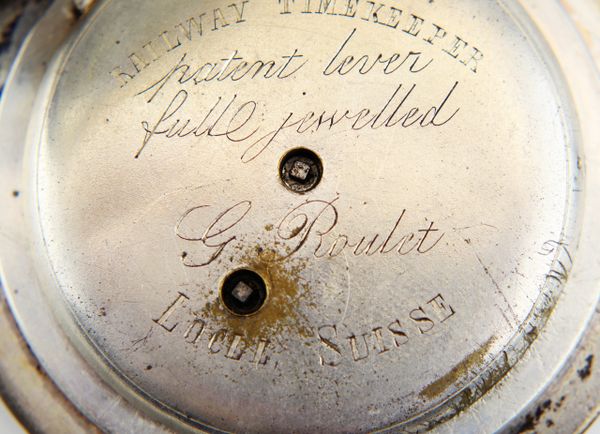 RAILWAY TIMEKEEPER
patent lever
full jewelled
G. Roulet
LOCLE, SUISSE